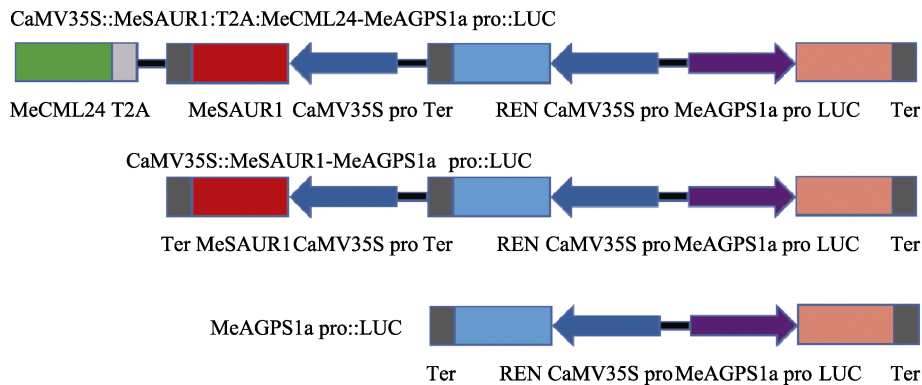 CaMV35S::MeSAUR1:T2A:MeCML24-MeAGPS1a pro::LUC
MeCML24 T2A MeSAUR1 CaMV35S pro Ter REN CaMV35S pro MeAGPS1a pro LUC Ter
CaMV35S::MeSAUR1-MeAGPS1a pro::LUC
Ter MeSAUR1 CaMV35S pro Ter REN CaMV35S pro MeAGPS1a pro LUC Ter
MeAGPS1a pro::LUC
Ter REN CaMV35S pro MeAGPS1a pro LUC Ter